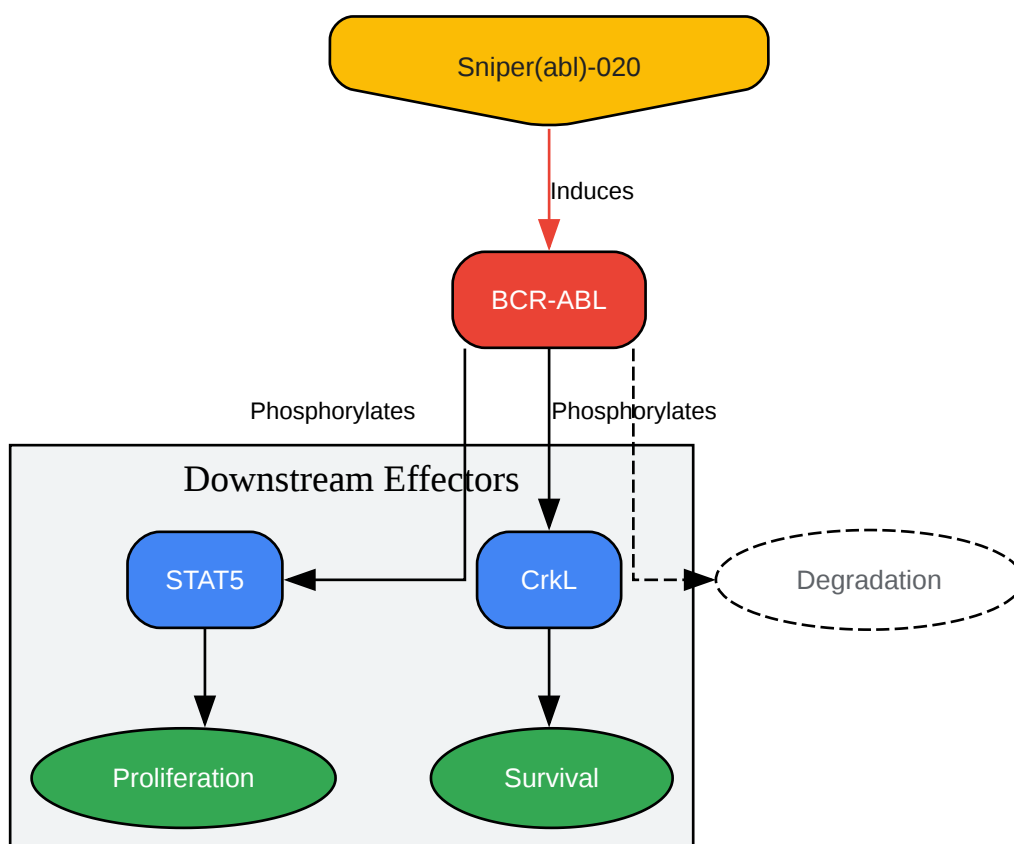 Sniper(abl)-020
Induces
BCR-ABL
Phosphorylates
Phosphorylates
Downstream Effectors
STAT5
CrkL
Degradation
Proliferation
Survival